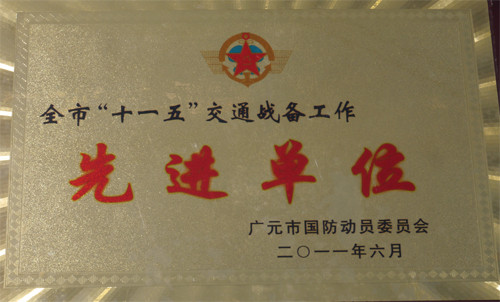 全市“十一五”交通战备工作
先进单位
广元市国防动员委员会
二〇一一年六月